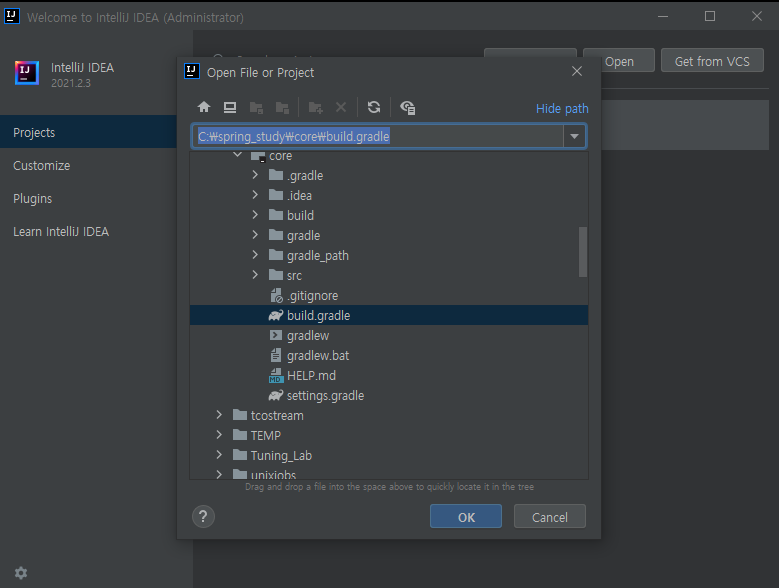 Welcome to IntelliJ IDEA (Administrator)
IntelliJ IDEA
2021.2.3
Projects
Customize
Plugins
Learn IntelliJ IDEA
Open
Get from VCS
Open File or Project
Hide path
C:₩spring_study₩core₩build.gradle
core
.gradle
.idea
build
gradle
gradle_path
src
.gitignore
build.gradle
gradlew
gradlew.bat
HELP.md
settings.gradle
tcostream
TEMP
Tuning_Lab
unixjobs
Drag and drop a file into the space above to quickly locate it in the tree
?
OK
Cancel